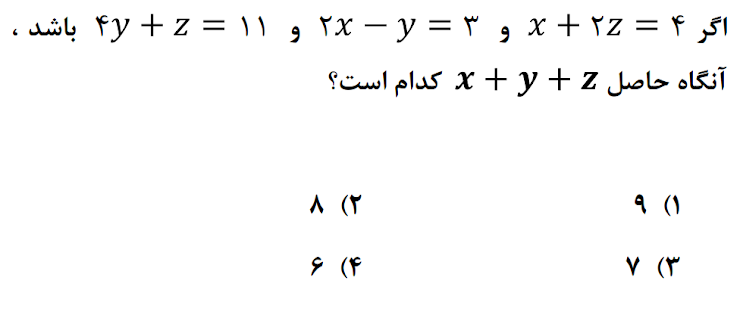 اگر x + ۲z = ۴ و ۲x − y = ۳ و ۴y + z = ۱۱ باشد ،
آنگاه حاصل x + y + z کدام است؟
۱) ۹ ۲) ۸
۳) ۷ ۴) ۶